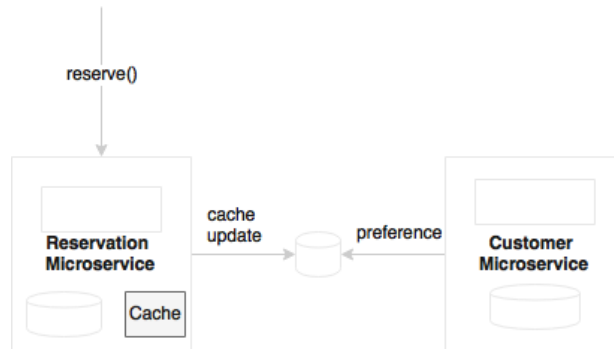 reserve()
cache
update
preference
Reservation
Microservice
Cache
Customer
Microservice